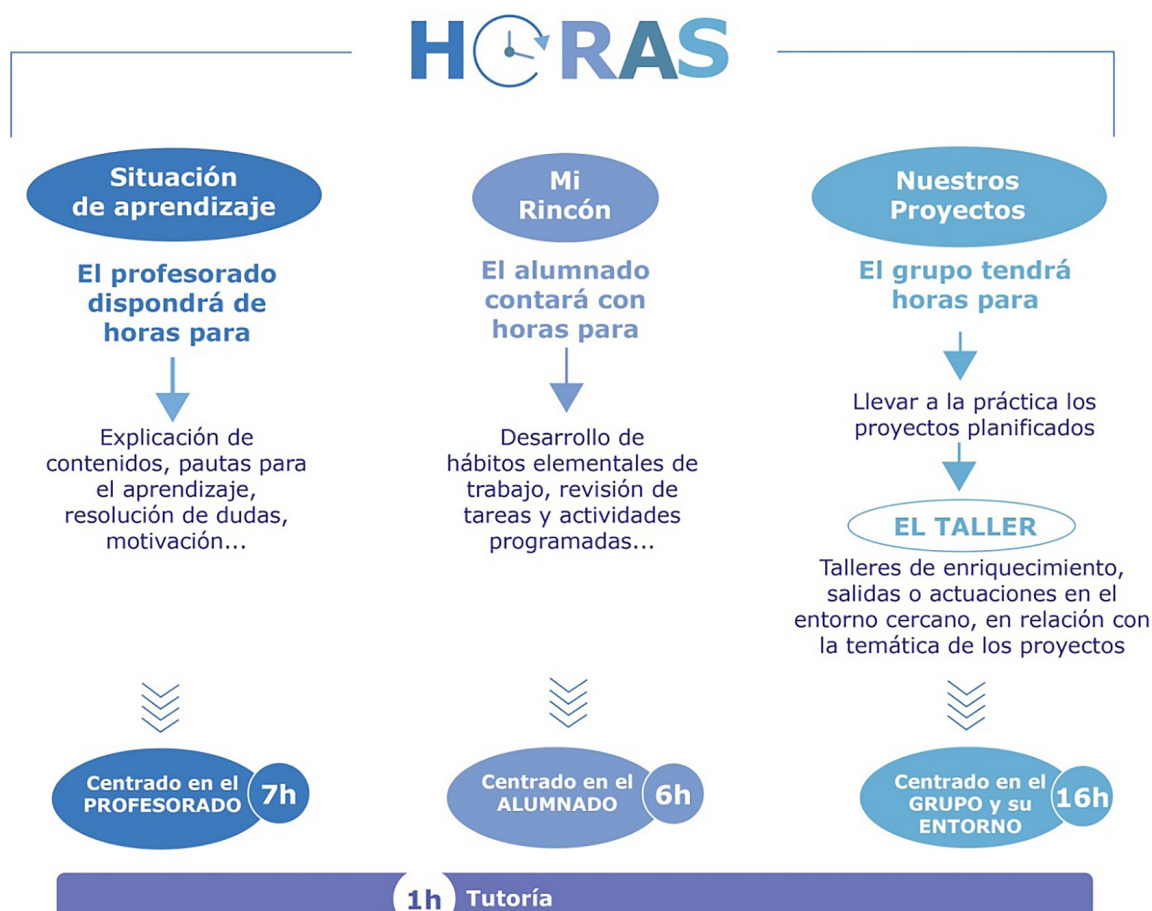 HORAS
Situación
de aprendizaje
El profesorado
dispondrá de
horas para
Explicación de
contenidos, pautas para
el aprendizaje,
resolución de dudas,
motivación...
Centrado en el
PROFESORADO
7h
Mi
Rincón
El alumnado
contará con
horas para
Desarrollo de
hábitos elementales de
trabajo, revisión de
tareas y actividades
programadas...
Centrado en el
ALUMNADO
6h
Nuestros
Proyectos
El grupo tendrá
horas para
Llevar a la práctica los
proyectos planificados
EL TALLER
Talleres de enriquecimiento,
salidas o actuaciones en el
entorno cercano, en relación con
la temática de los proyectos
Centrado en el
GRUPO y su
ENTORNO
16h
1h Tutoría